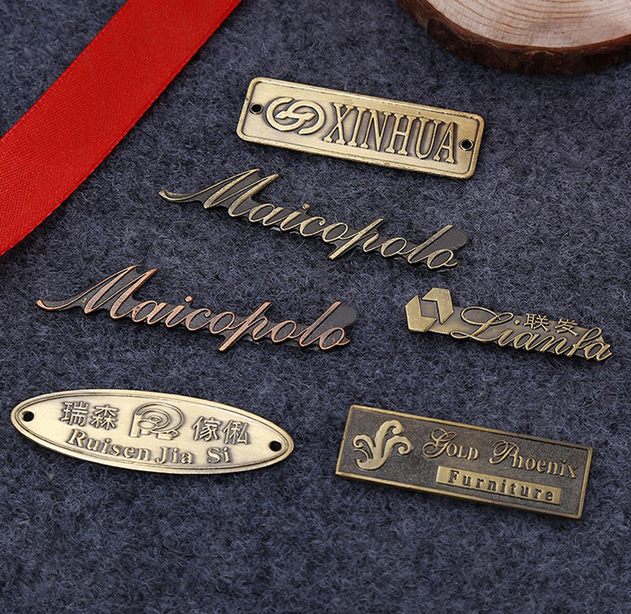 XINHUA
Maicopolo
Maicopolo
联发
Lianfa
瑞森 傢俬
Ruisen Jia Si
Gold Phoenix
Furniture